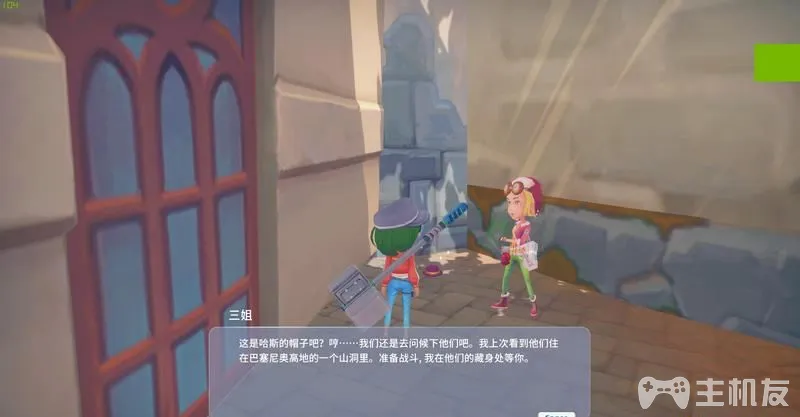 104
三姐
这是哈斯的帽子吧？哼……我们还是去问候下他们吧。我上次看到他们住
在巴塞尼奥高地的一个山洞里。准备战斗，我在他们的藏身处等你。
主机友